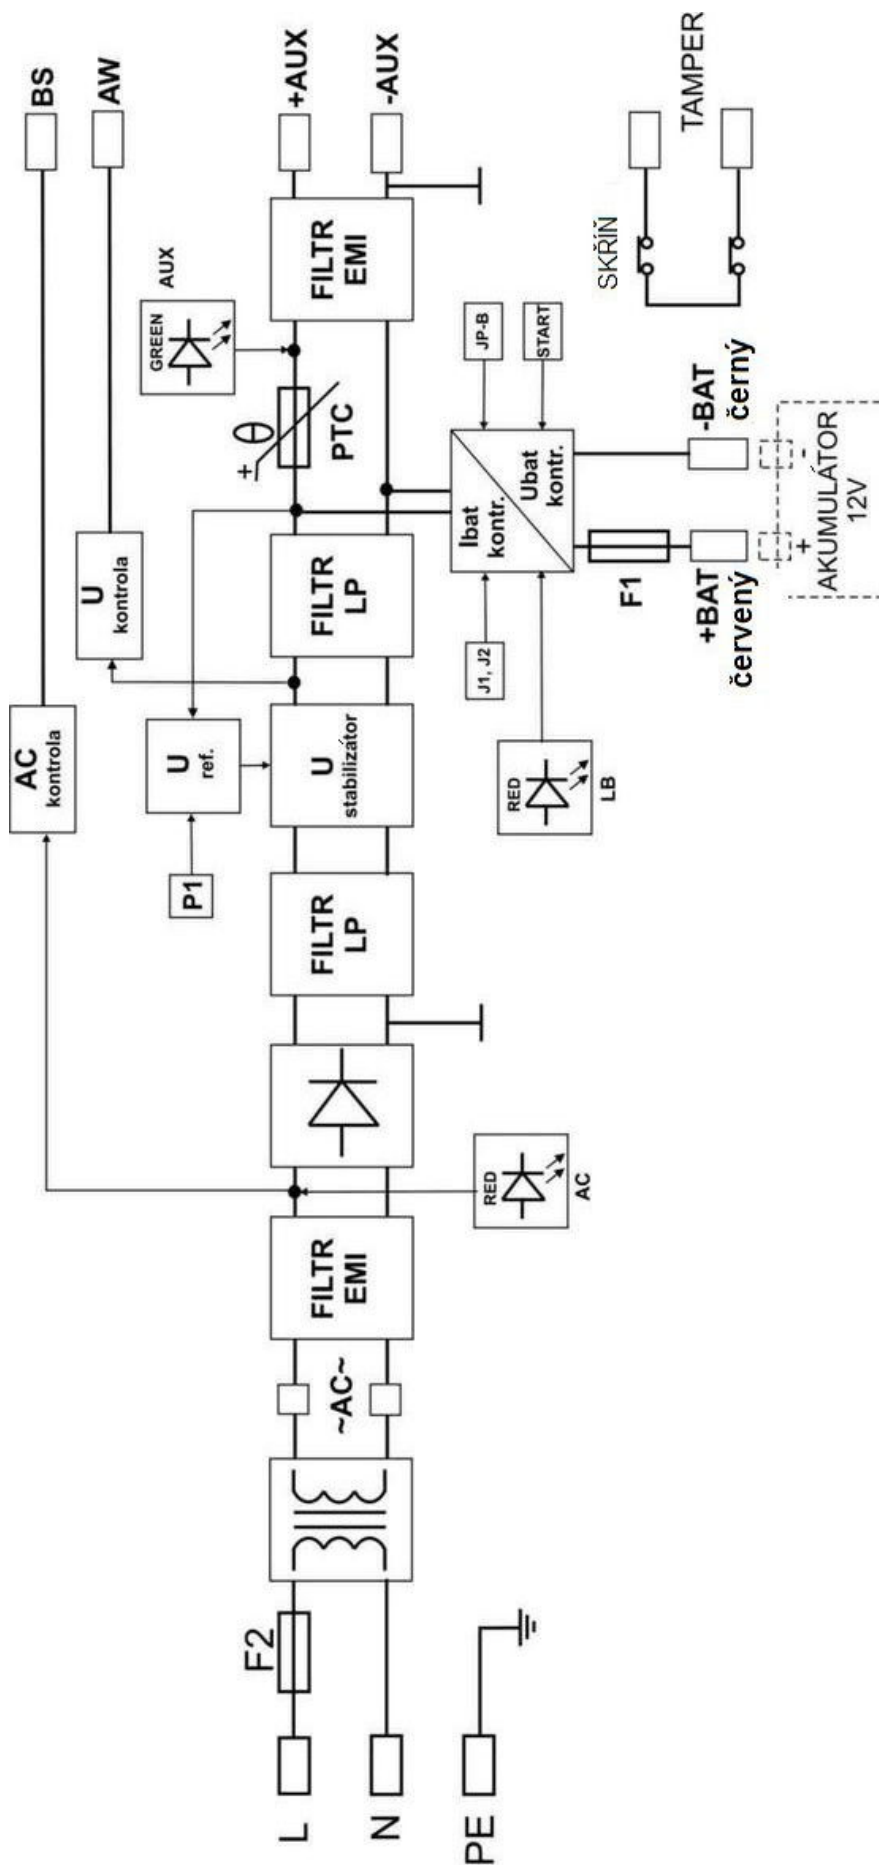 BS
AW
+AUX
-AUX
TAMPER
SKŘÍŇ
AC
kontrola
U
kontrola
GREEN
AUX
U
ref.
P1
L
F2
~AC~
FILTR
EMI
FILTR
LP
U
stabilizátor
FILTR
LP
+
θ
PTC
FILTR
EMI
N
RED
AC
RED
LB
J1, J2
JP-B
START
Ibat
kontr.
Ubat
kontr.
F1
+BAT
červený
-BAT
černý
+
-
AKUMULÁTOR
12V
PE